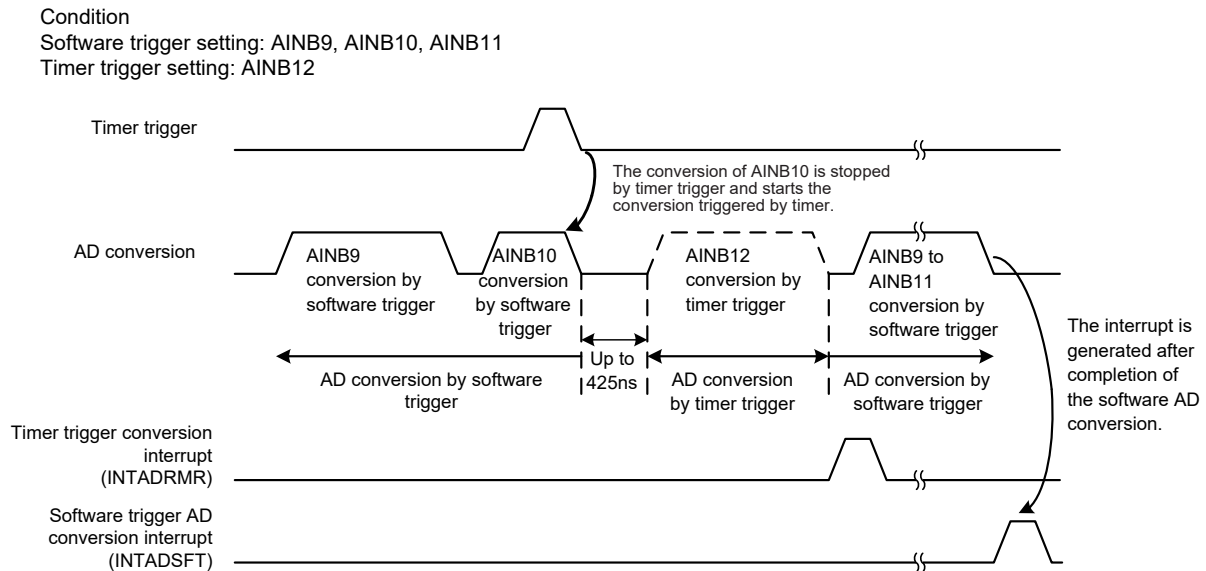 Condition
Software trigger setting: AINB9, AINB10, AINB11
Timer trigger setting: AINB12
Timer trigger
The conversion of AINB10 is stopped
by timer trigger and starts the
conversion triggered by timer.
AD conversion
AINB9
conversion by
software trigger
AINB10
conversion
by software
trigger
AINB12
conversion by
timer trigger
AINB9 to
AINB11
conversion by
software trigger
The interrupt is
generated after
completion of
the software AD
conversion.
AD conversion by software
trigger
Up to
425ns
AD conversion
by timer trigger
AD conversion by
software trigger
Timer trigger conversion
interrupt
(INTADRMR)
Software trigger AD
conversion interrupt
(INTADSFT)